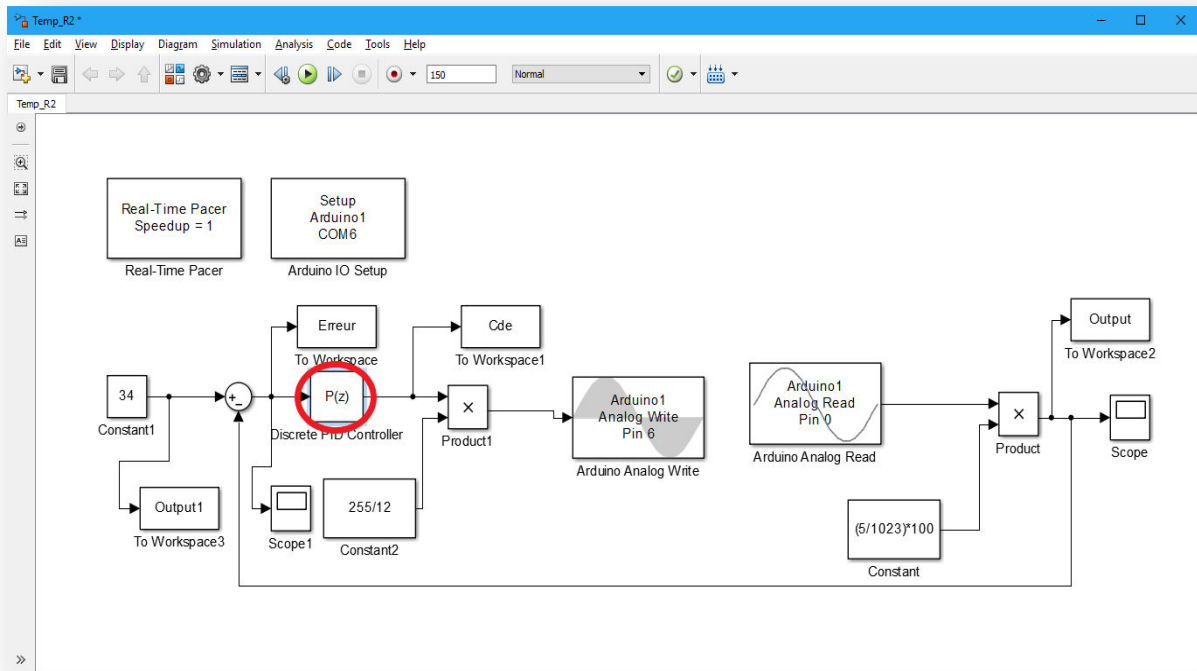 Temp_R2 *
File Edit View Display Diagram Simulation Analysis Code Tools Help
150 Normal
Temp_R2
Real-Time Pacer
Speedup = 1
Real-Time Pacer
Setup
Arduino1
COM6
Arduino IO Setup
Erreur
To Workspace
Cde
To Workspace1
Output
To Workspace2
34
Constant1
+
-
P(z)
Discrete PID Controller
×
Product1
Arduino1
Analog Write
Pin 6
Arduino Analog Write
Arduino1
Analog Read
Pin 0
Arduino Analog Read
×
Product
Scope
Output1
To Workspace3
Scope1
255/12
Constant2
(5/1023)*100
Constant